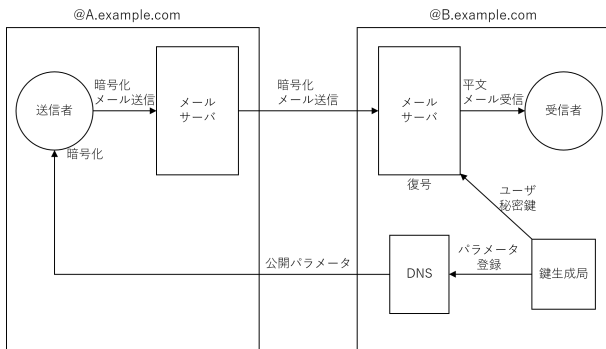 @A.example.com
@B.example.com
送信者
暗号化
メール送信
メール
サーバ
暗号化
メール送信
メール
サーバ
平文
メール受信
受信者
暗号化
復号
ユーザ
秘密鍵
公開パラメータ
DNS
パラメータ
登録
鍵生成局